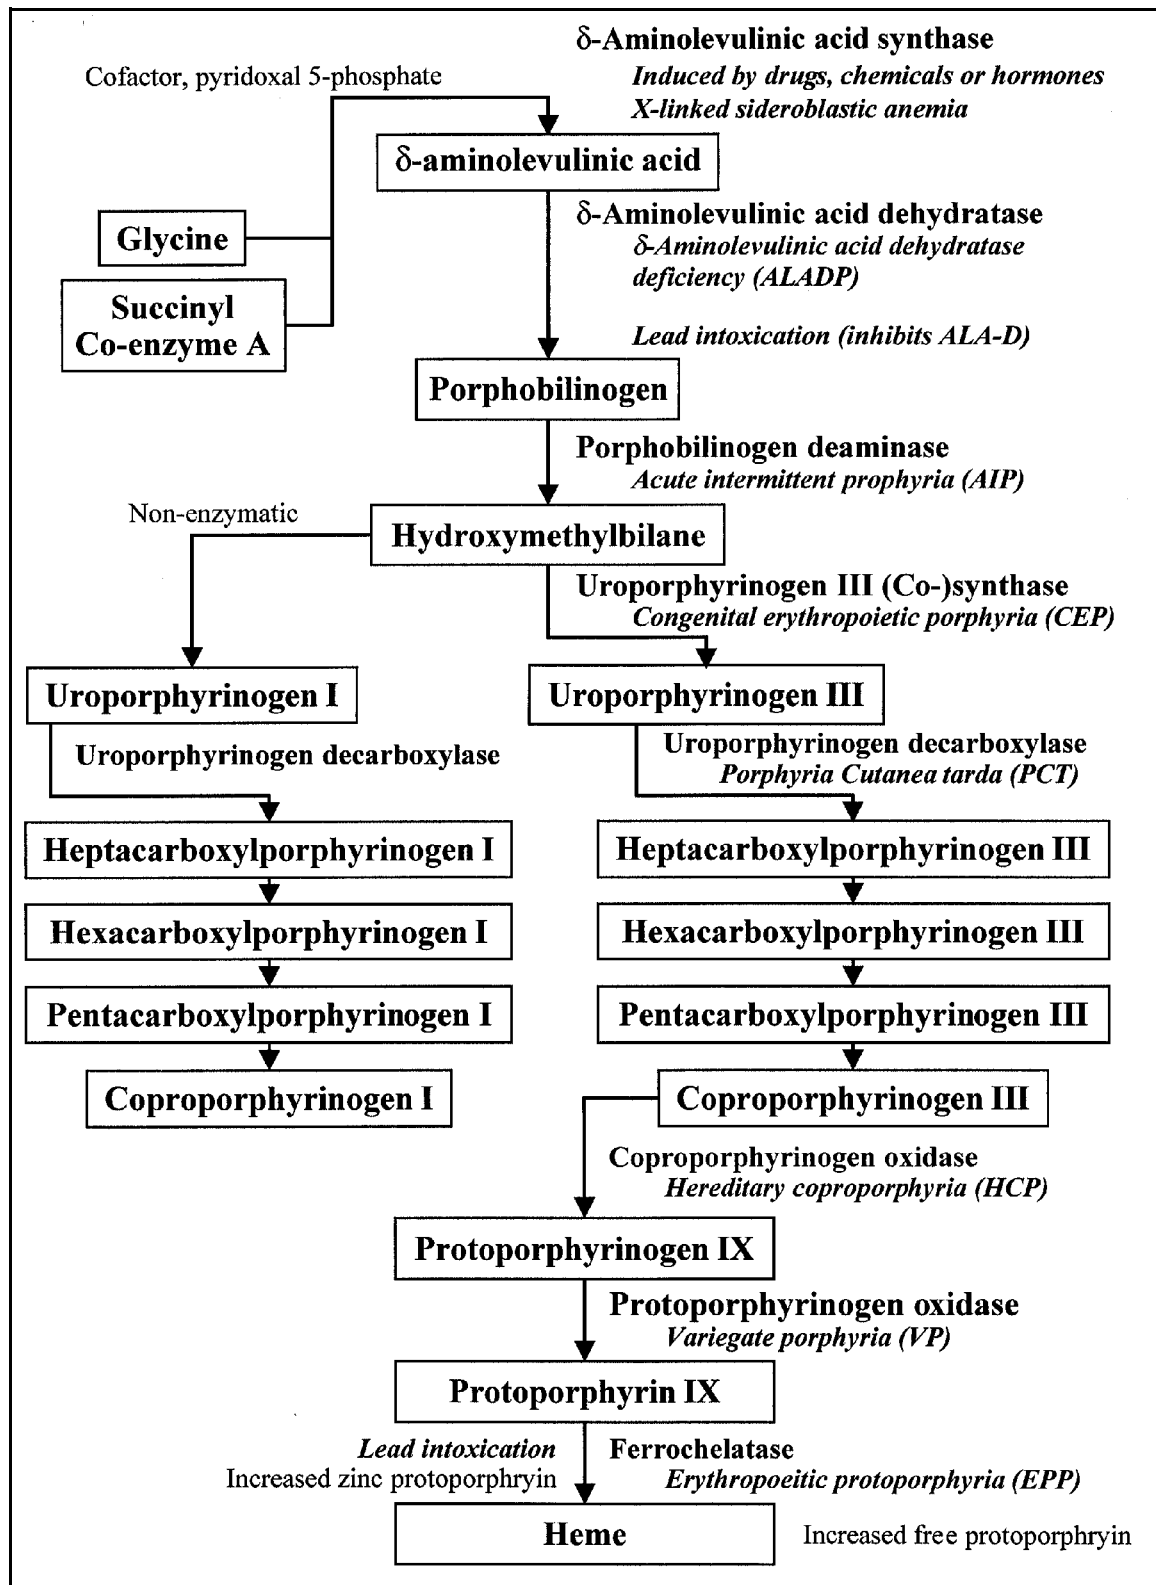 δ-Aminolevulinic acid synthase
Cofactor, pyridoxal 5-phosphate
Induced by drugs, chemicals or hormones
X-linked sideroblastic anemia
δ-aminolevulinic acid
Glycine
δ-Aminolevulinic acid dehydratase
δ-Aminolevulinic acid dehydratase
deficiency (ALADP)
Succinyl
Co-enzyme A
Lead intoxication (inhibits ALA-D)
Porphobilinogen
Porphobilinogen deaminase
Acute intermittent prophyria (AIP)
Non-enzymatic
Hydroxymethylbilane
Uroporphyrinogen III (Co-)synthase
Congenital erythropoietic porphyria (CEP)
Uroporphyrinogen I
Uroporphyrinogen III
Uroporphyrinogen decarboxylase
Uroporphyrinogen decarboxylase
Porphyria Cutanea tarda (PCT)
Heptacarboxylporphyrinogen I
Heptacarboxylporphyrinogen III
Hexacarboxylporphyrinogen I
Hexacarboxylporphyrinogen III
Pentacarboxylporphyrinogen I
Pentacarboxylporphyrinogen III
Coproporphyrinogen I
Coproporphyrinogen III
Coproporphyrinogen oxidase
Hereditary coproporphyria (HCP)
Protoporphyrinogen IX
Protoporphyrinogen oxidase
Variegate porphyria (VP)
Protoporphyrin IX
Lead intoxication
Increased zinc protoporphryin
Ferrochelatase
Erythropoeitic protoporphyria (EPP)
Heme
Increased free protoporphryin